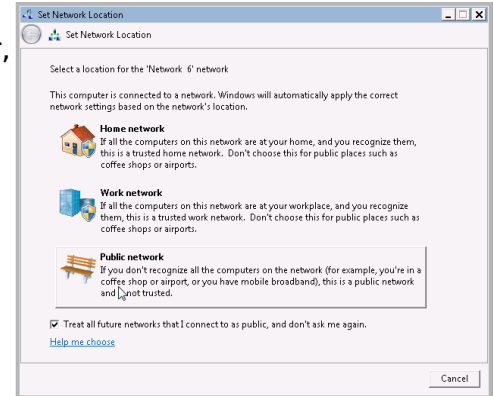 Set Network Location
Set Network Location
Select a location for the 'Network 6' network
This computer is connected to a network. Windows will automatically apply the correct
network settings based on the network's location.
Home network
If all the computers on this network are at your home, and you recognize them,
this is a trusted home network. Don't choose this for public places such as
coffee shops or airports.
Work network
If all the computers on this network are at your workplace, and you recognize
them, this is a trusted work network. Don't choose this for public places such as
coffee shops or airports.
Public network
If you don't recognize all the computers on the network (for example, you're in a
coffee shop or airport, or you have mobile broadband), this is a public network
and not trusted.
Treat all future networks that I connect to as public, and don't ask me again.
Help me choose
Cancel